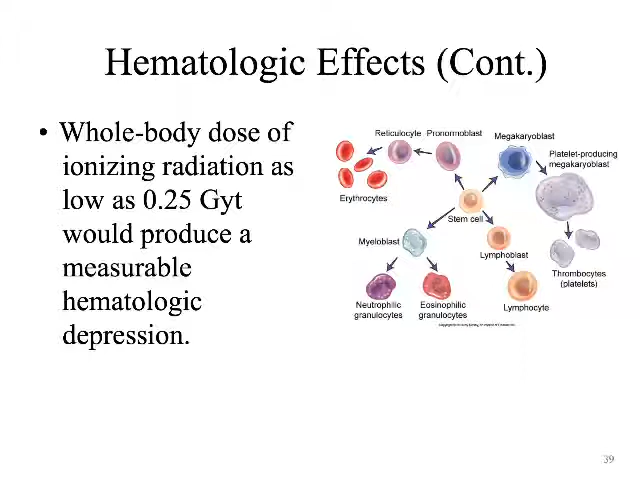 Hematologic Effects (Cont.)
• Whole-body dose of
ionizing radiation as
low as 0.25 Gyt
would produce a
measurable
hematologic
depression.
Reticulocyte
Pronormoblast
Megakaryoblast
Platelet-producing
megakaryoblast
Erythrocytes
Stem cell
Myeloblast
Lymphoblast
Thrombocytes
(platelets)
Neutrophilic
granulocytes
Eosinophilic
granulocytes
Lymphocyte
39